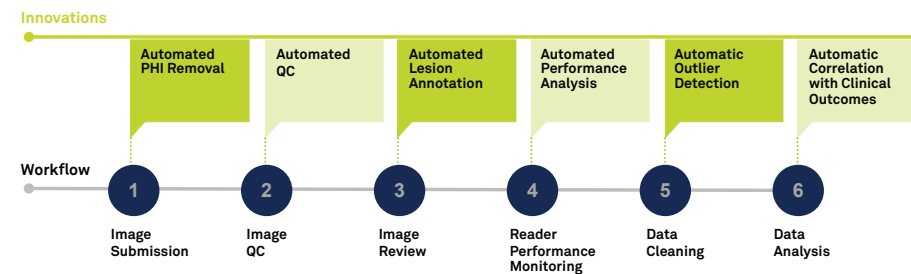 Innovations
Automated
PHI Removal
Automated
QC
Automated
Lesion
Annotation
Automated
Performance
Analysis
Automatic
Outlier
Detection
Automatic
Correlation
with Clinical
Outcomes
Workflow
1
2
3
4
5
6
Image
Submission
Image
QC
Image
Review
Reader
Performance
Monitoring
Data
Cleaning
Data
Analysis